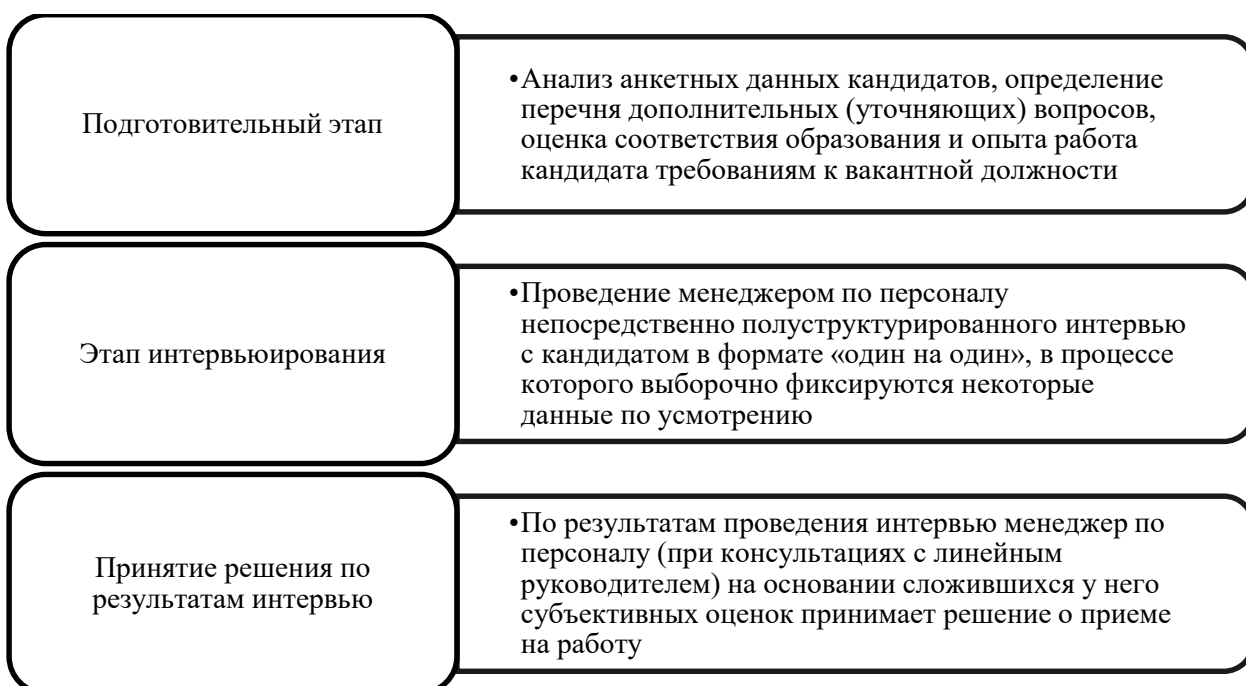 Подготовительный этап
•Анализ анкетных данных кандидатов, определение
перечня дополнительных (уточняющих) вопросов,
оценка соответствия образования и опыта работа
кандидата требованиям к вакантной должности
Этап интервьюирования
•Проведение менеджером по персоналу
непосредственно полуструктурированного интервью
с кандидатом в формате «один на один», в процессе
которого выборочно фиксируются некоторые
данные по усмотрению
Принятие решения по
результатам интервью
•По результатам проведения интервью менеджер по
персоналу (при консультациях с линейным
руководителем) на основании сложившихся у него
субъективных оценок принимает решение о приеме
на работу